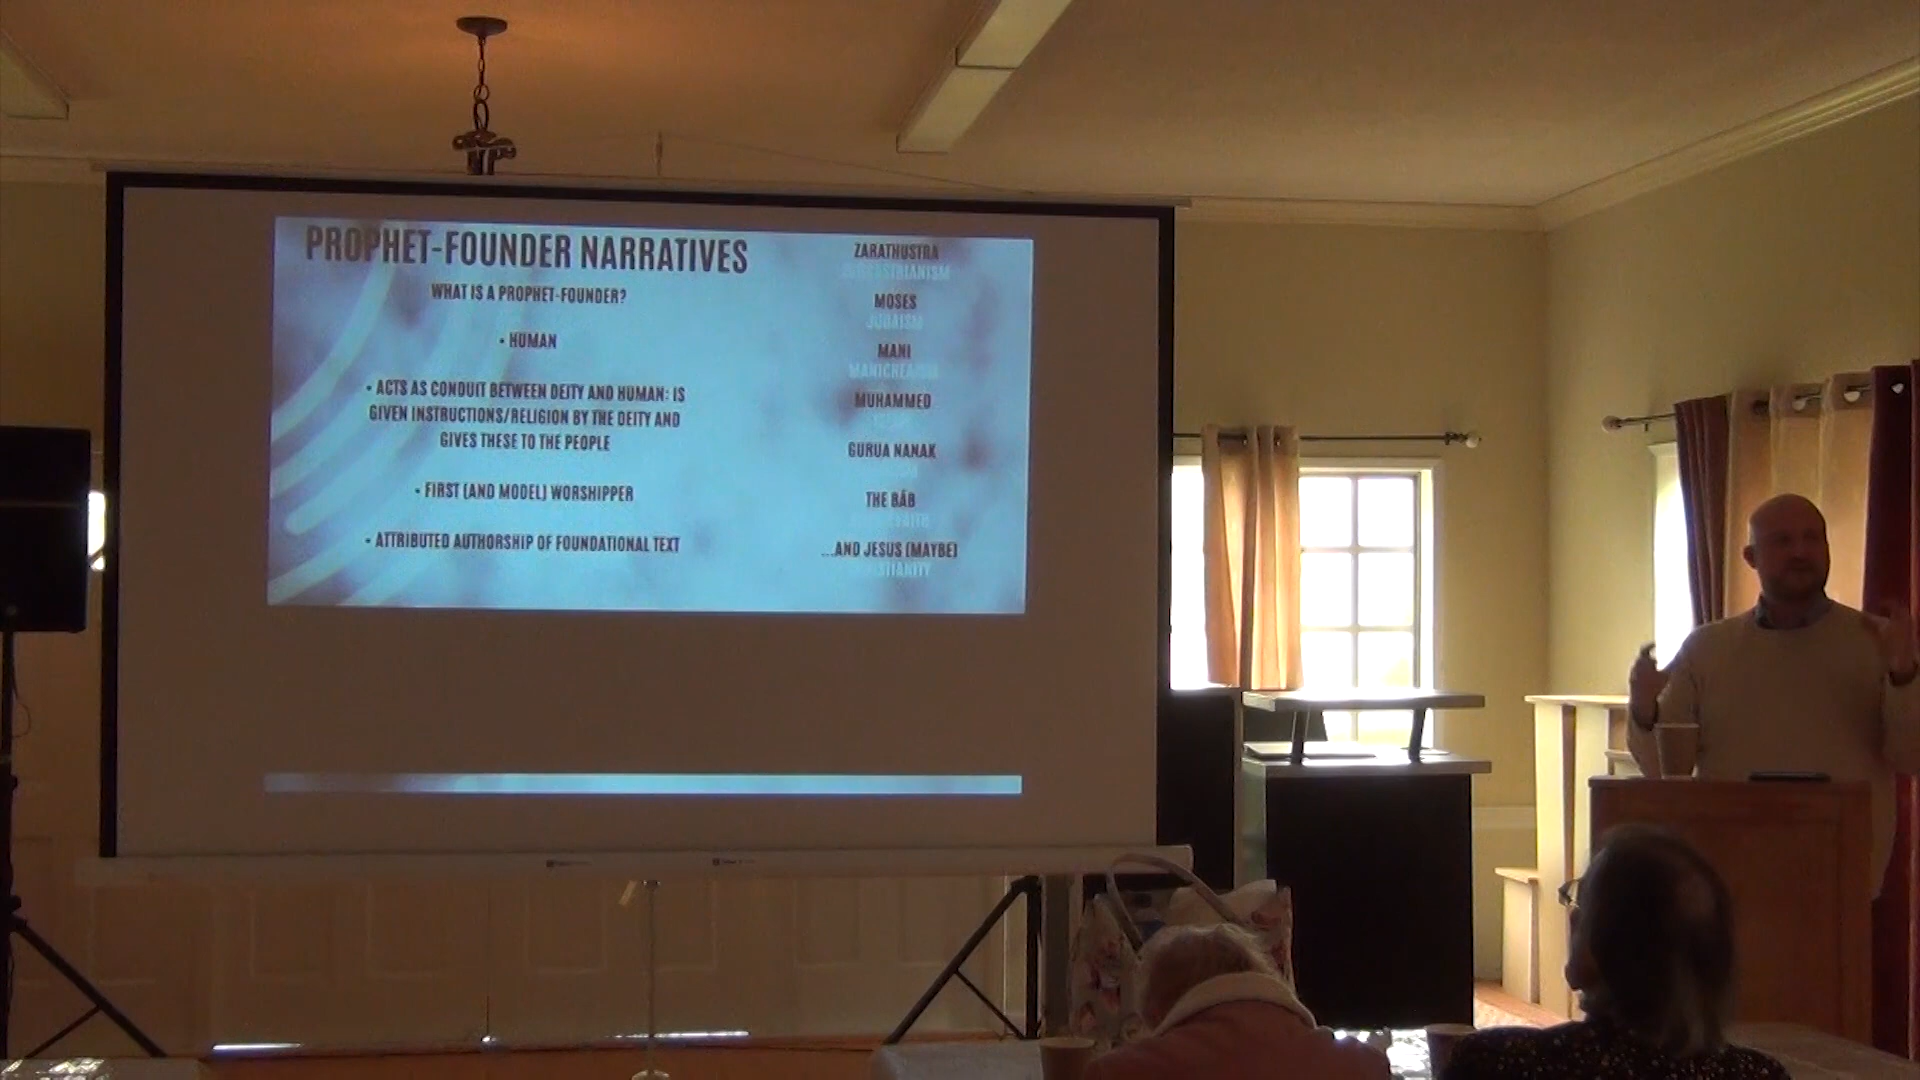 PROPHET-FOUNDER NARRATIVES
WHAT IS A PROPHET-FOUNDER?
• HUMAN
• ACTS AS CONDUIT BETWEEN DEITY AND HUMAN: IS
GIVEN INSTRUCTIONS/RELIGION BY THE DEITY AND
GIVES THESE TO THE PEOPLE
• FIRST (AND MODEL) WORSHIPPER
• ATTRIBUTED AUTHORSHIP OF FOUNDATIONAL TEXT
ZARATHUSTRA
MOSES
JUDAISM
MANI
MANICHEAISM
MUHAMMED
GURUA NANAK
THE BÁB
...AND JESUS (MAYBE)